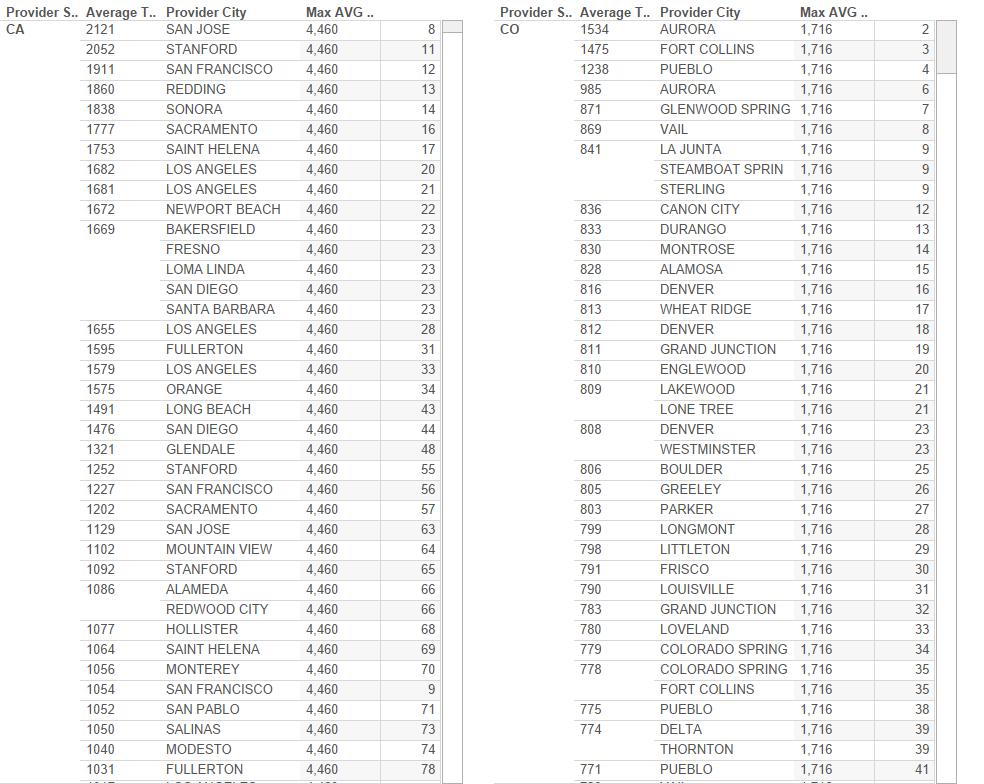 Provider S.. Average T.. Provider City Max AVG ..
CA 2121 SAN JOSE 4,460 8
2052 STANFORD 4,460 11
1911 SAN FRANCISCO 4,460 12
1860 REDDING 4,460 13
1838 SONORA 4,460 14
1777 SACRAMENTO 4,460 16
1753 SAINT HELENA 4,460 17
1682 LOS ANGELES 4,460 20
1681 LOS ANGELES 4,460 21
1672 NEWPORT BEACH 4,460 22
1669 BAKERSFIELD 4,460 23
FRESNO 4,460 23
LOMA LINDA 4,460 23
SAN DIEGO 4,460 23
SANTA BARBARA 4,460 23
1655 LOS ANGELES 4,460 28
1595 FULLERTON 4,460 31
1579 LOS ANGELES 4,460 33
1575 ORANGE 4,460 34
1491 LONG BEACH 4,460 43
1476 SAN DIEGO 4,460 44
1321 GLENDALE 4,460 48
1252 STANFORD 4,460 55
1227 SAN FRANCISCO 4,460 56
1202 SACRAMENTO 4,460 57
1129 SAN JOSE 4,460 63
1102 MOUNTAIN VIEW 4,460 64
1092 STANFORD 4,460 65
1086 ALAMEDA 4,460 66
REDWOOD CITY 4,460 66
1077 HOLLISTER 4,460 68
1064 SAINT HELENA 4,460 69
1056 MONTEREY 4,460 70
1054 SAN FRANCISCO 4,460 9
1052 SAN PABLO 4,460 71
1050 SALINAS 4,460 73
1040 MODESTO 4,460 74
1031 FULLERTON 4,460 78
Provider S.. Average T.. Provider City Max AVG ..
CO 1534 AURORA 1,716 2
1475 FORT COLLINS 1,716 3
1238 PUEBLO 1,716 4
985 AURORA 1,716 6
871 GLENWOOD SPRING 1,716 7
869 VAIL 1,716 8
841 LA JUNTA 1,716 9
STEAMBOAT SPRIN 1,716 9
STERLING 1,716 9
836 CANON CITY 1,716 12
833 DURANGO 1,716 13
830 MONTROSE 1,716 14
828 ALAMOSA 1,716 15
816 DENVER 1,716 16
813 WHEAT RIDGE 1,716 17
812 DENVER 1,716 18
811 GRAND JUNCTION 1,716 19
810 ENGLEWOOD 1,716 20
809 LAKEWOOD 1,716 21
LONE TREE 1,716 21
808 DENVER 1,716 23
WESTMINSTER 1,716 23
806 BOULDER 1,716 25
805 GREELEY 1,716 26
803 PARKER 1,716 27
799 LONGMONT 1,716 28
798 LITTLETON 1,716 29
791 FRISCO 1,716 30
790 LOUISVILLE 1,716 31
783 GRAND JUNCTION 1,716 32
780 LOVELAND 1,716 33
779 COLORADO SPRING 1,716 34
778 COLORADO SPRING 1,716 35
FORT COLLINS 1,716 35
775 PUEBLO 1,716 38
774 DELTA 1,716 39
THORNTON 1,716 39
771 PUEBLO 1,716 41